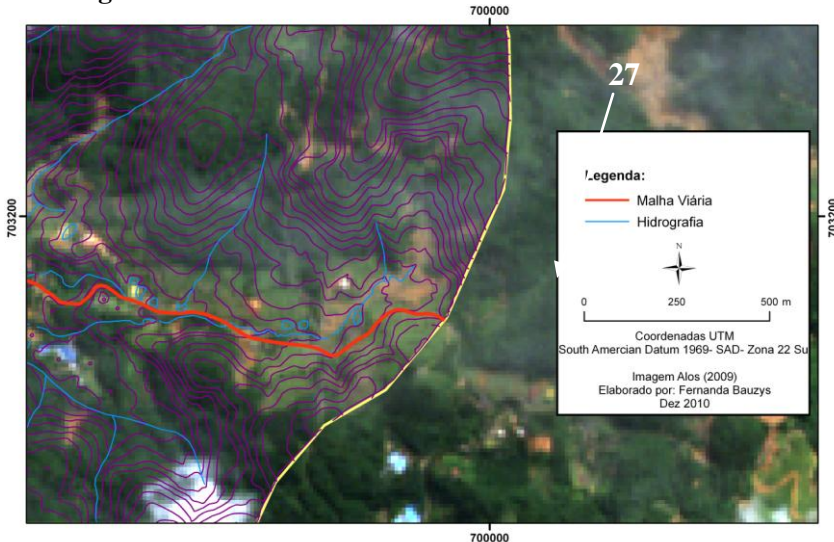 700000
27
Legenda:
Malha Viária
Hidrografia
703200
703200
N
0 250 500 m
Coordenadas UTM
South Amercian Datum 1969- SAD- Zona 22 Su
Imagem Alos (2009)
Elaborado por: Fernanda Bauzys
Dez 2010
700000